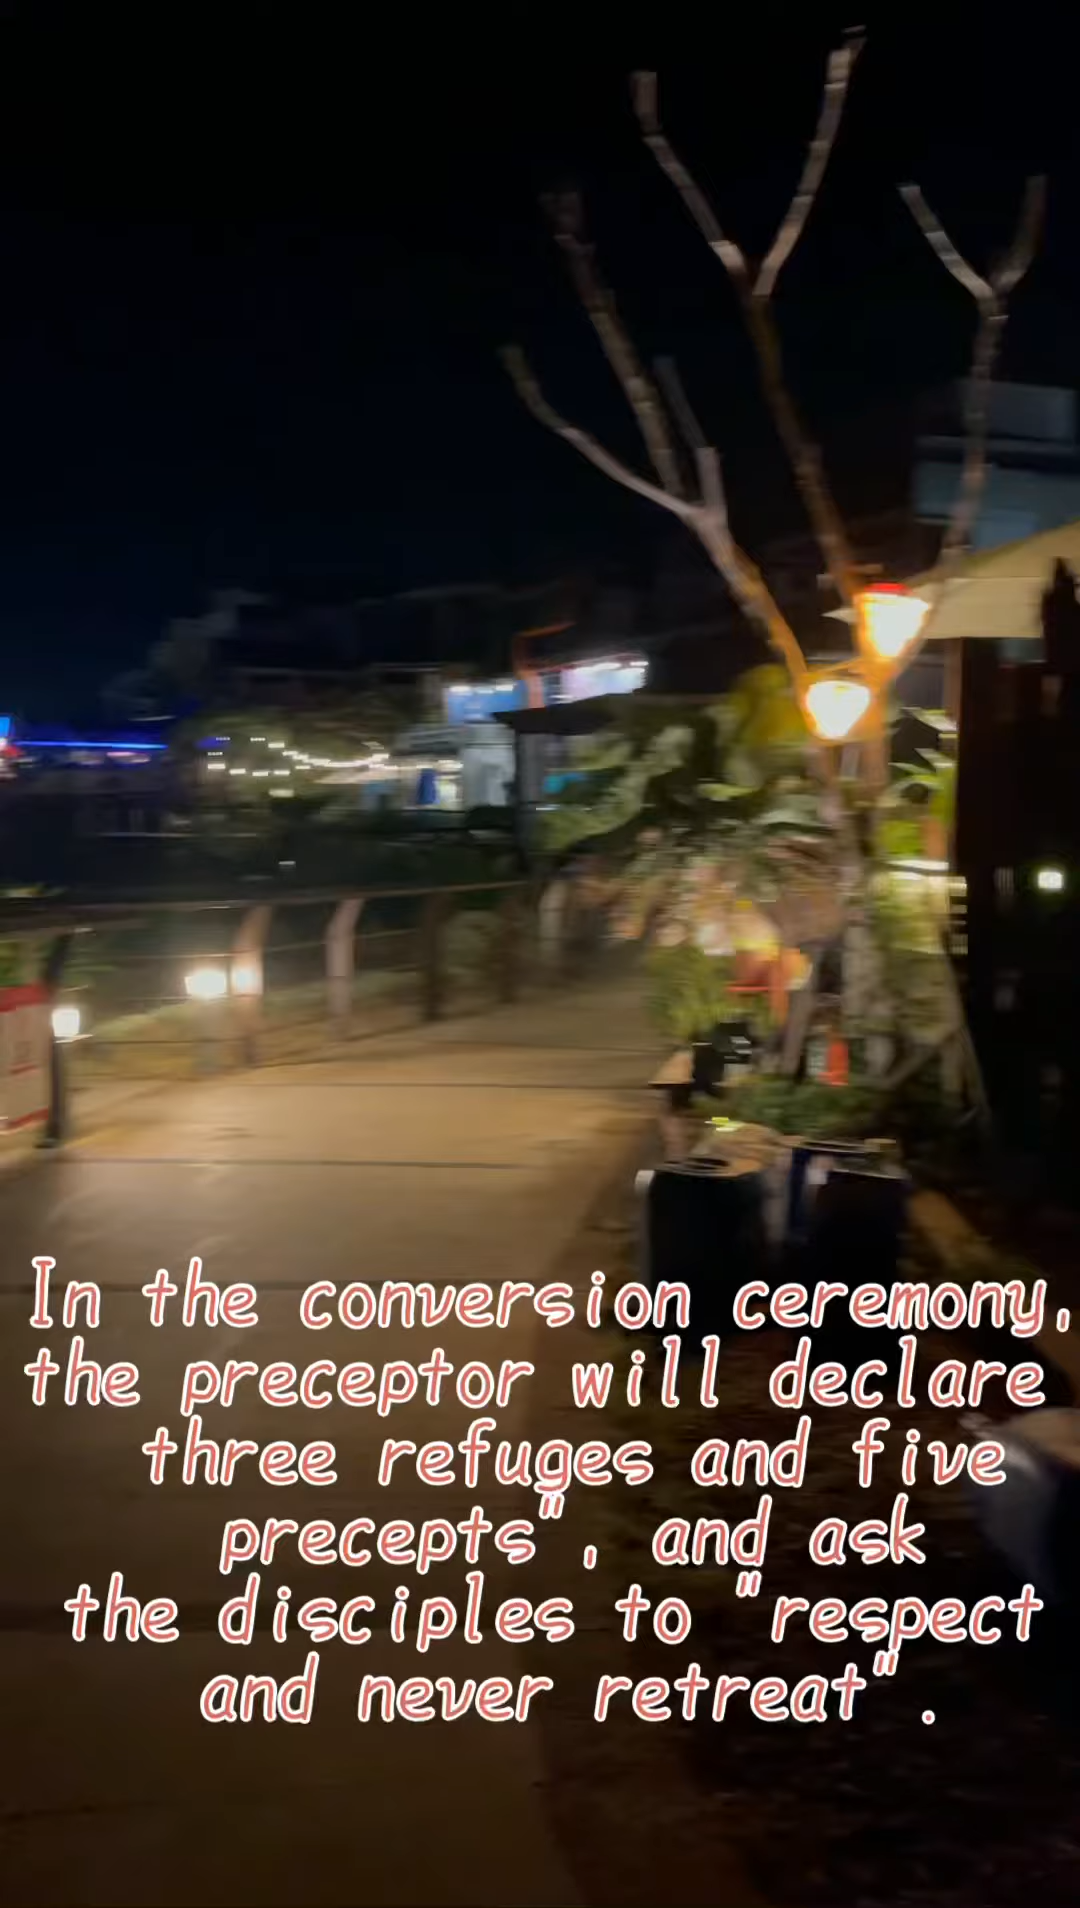 In the conversion ceremony,
the preceptor will declare
three refuges and five
precepts", and ask
the disciples to "respect
and never retreat".